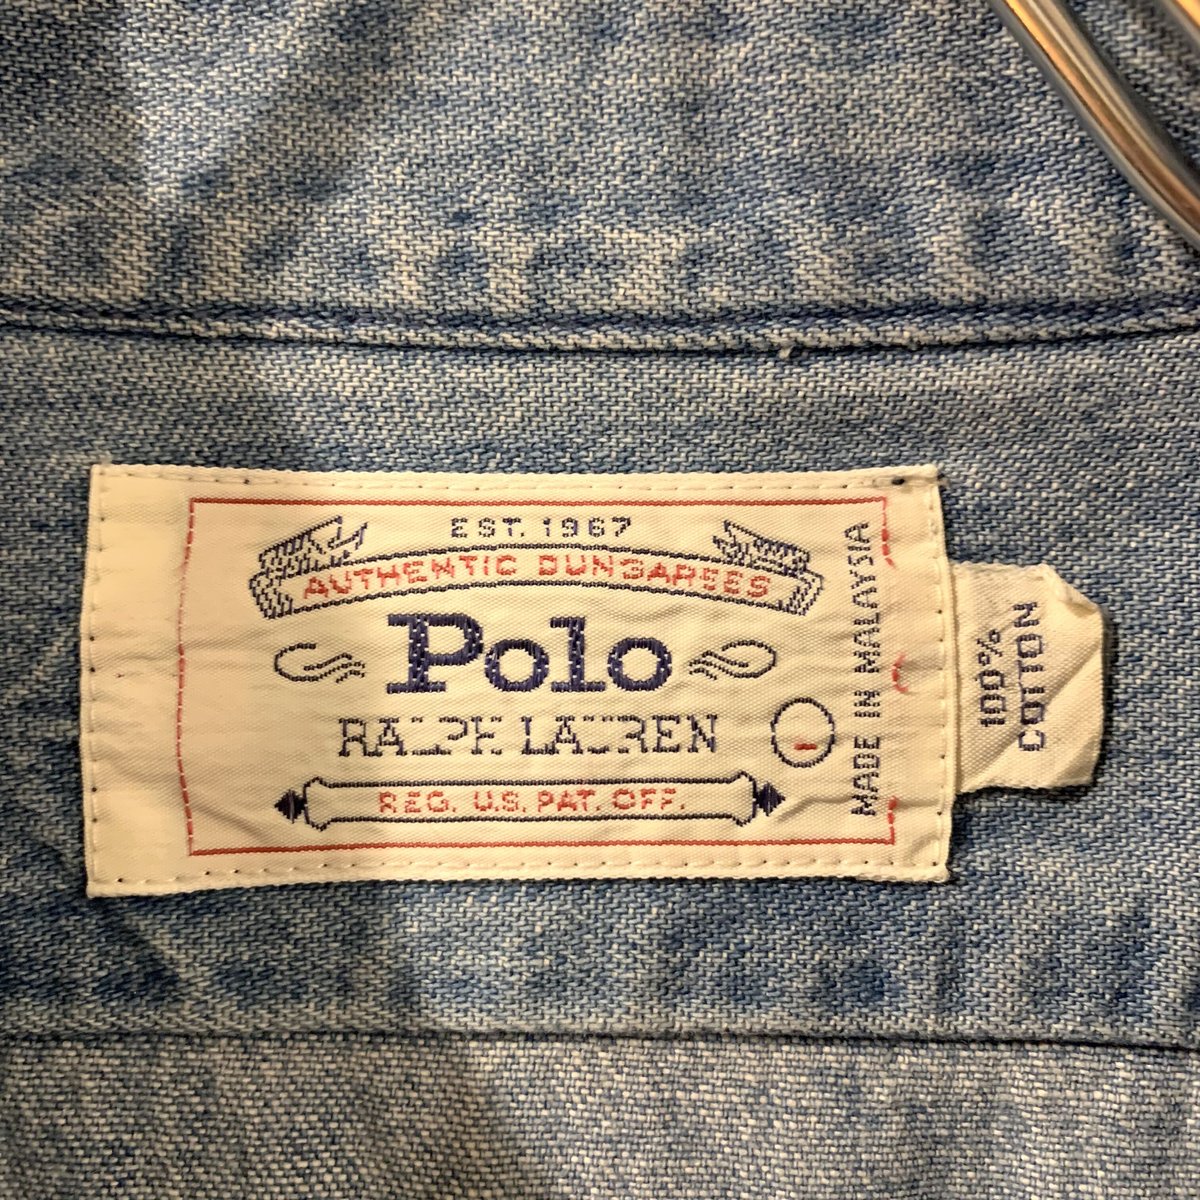 EST. 1967
AUTHENTIC DUNGAREES
Polo
RALPH LAUREN
REG. U.S. PAT. OFF.
MADE IN MALAYSIA
100%
COTTON